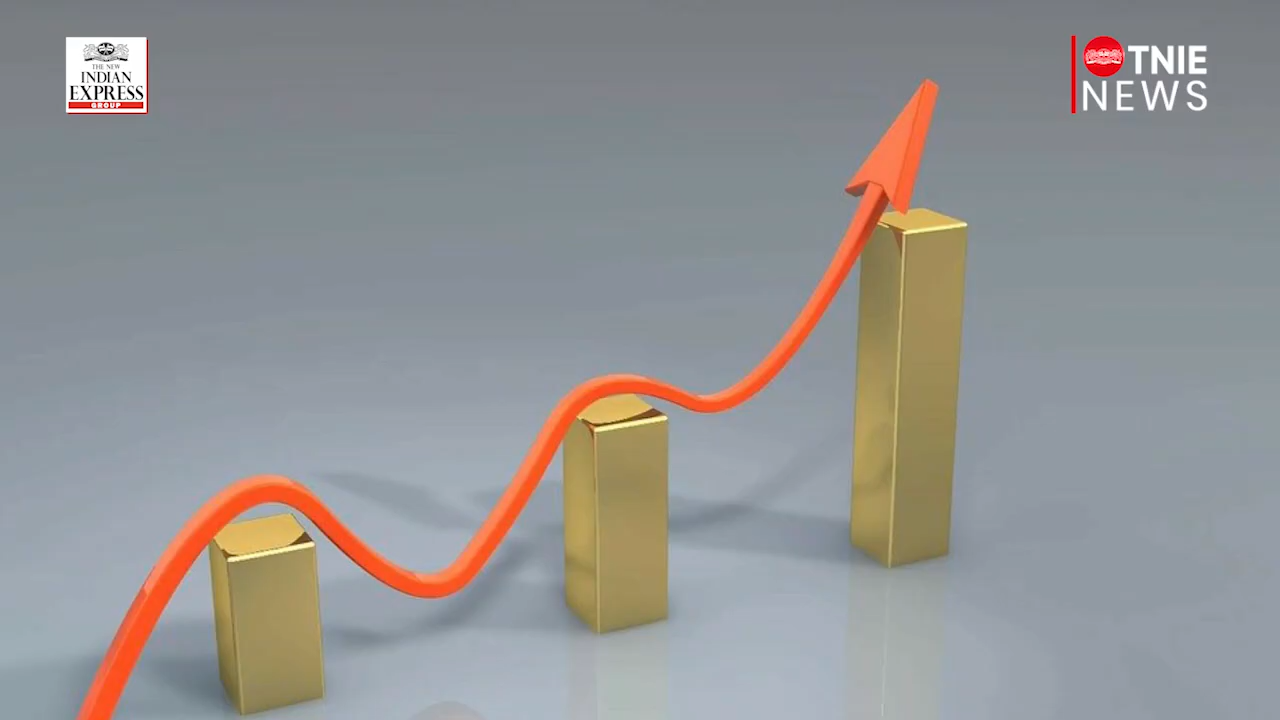 THE NEW
INDIAN
EXPRESS
GROUP
TNIE
NEWS